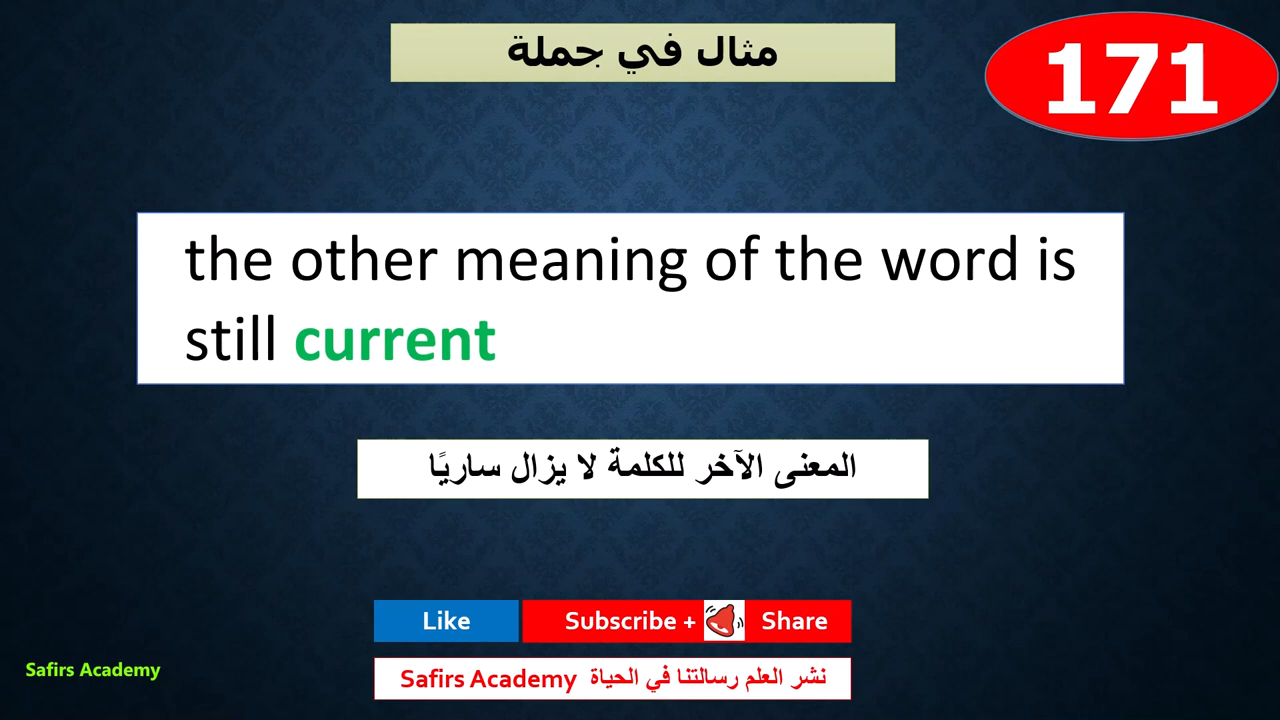 مثال في جملة
171
the other meaning of the word is
still current
المعنى الآخر للكلمة لا يزال ساريًا
Like Subscribe + Share
Safirs Academy نشر العلم رسالتنا في الحياة
Safirs Academy